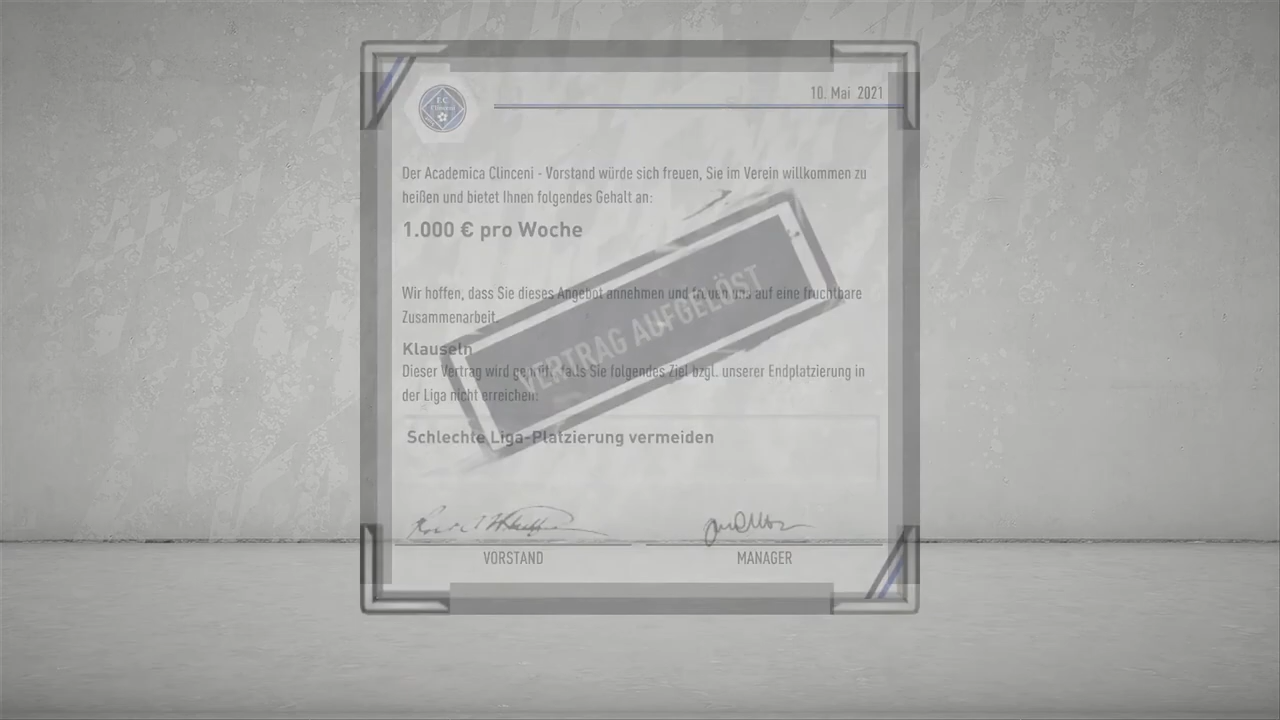 F.C
Clinceni
10. Mai 2021
Der Academica Clinceni - Vorstand würde sich freuen, Sie im Verein willkommen zu
heißen und bietet Ihnen folgendes Gehalt an:
1.000 € pro Woche
Wir hoffen, dass Sie dieses Angebot annehmen und freuen uns auf eine fruchtbare
Zusammenarbeit.
VERTRAG AUFGELÖST
Klauseln
Dieser Vertrag wird gekündigt, falls Sie folgendes Ziel bzgl. unserer Endplatzierung in
der Liga nicht erreichen:
Schlechte Liga-Platzierung vermeiden
VORSTAND
MANAGER